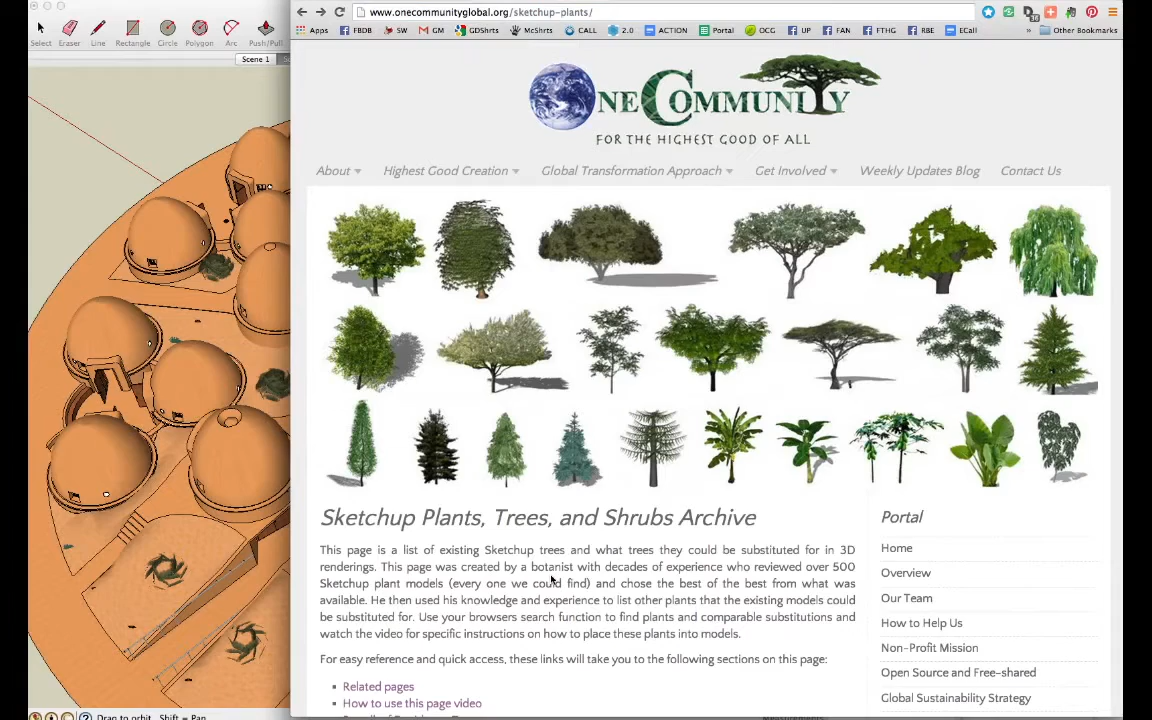 www.onecommunityglobal.org/sketchup-plants/
Apps FBDB SW GM GDShrts McShrts CALL 2.0 ACTION Portal OCG UP FAN FTHG RBE ECall » Other Bookmarks
Select Eraser Line Rectangle Circle Polygon Arc Push/Pull
Scene 1
ONE COMMUNITY
FOR THE HIGHEST GOOD OF ALL
About Highest Good Creation Global Transformation Approach Get Involved Weekly Updates Blog Contact Us
Sketchup Plants, Trees, and Shrubs Archive
This page is a list of existing Sketchup trees and what trees they could be substituted for in 3D
renderings. This page was created by a botanist with decades of experience who reviewed over 500
Sketchup plant models (every one we could find) and chose the best of the best from what was
available. He then used his knowledge and experience to list other plants that the existing models could
be substituted for. Use your browsers search function to find plants and comparable substitutions and
watch the video for specific instructions on how to place these plants into models.
For easy reference and quick access, these links will take you to the following sections on this page:
Related pages
How to use this page video
Portal
Home
Overview
Our Team
How to Help Us
Non-Profit Mission
Open Source and Free-shared
Global Sustainability Strategy
Drag to orbit. Shift = Pan